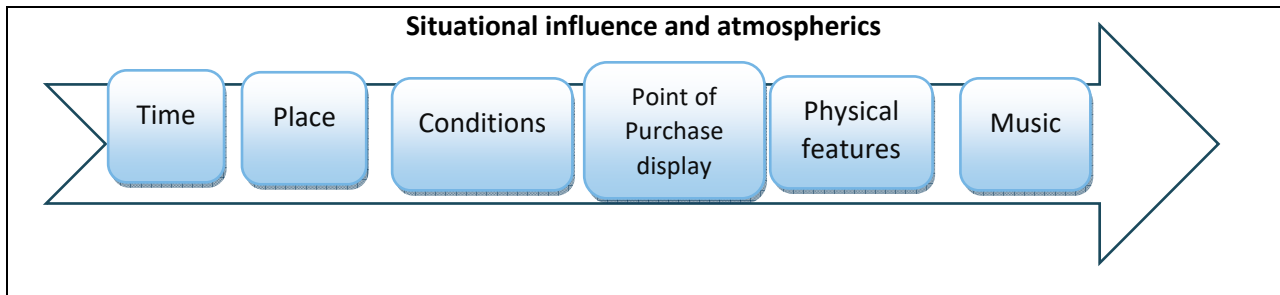 Situational influence and atmospherics
Time
Place
Conditions
Point of
Purchase
display
Physical
features
Music